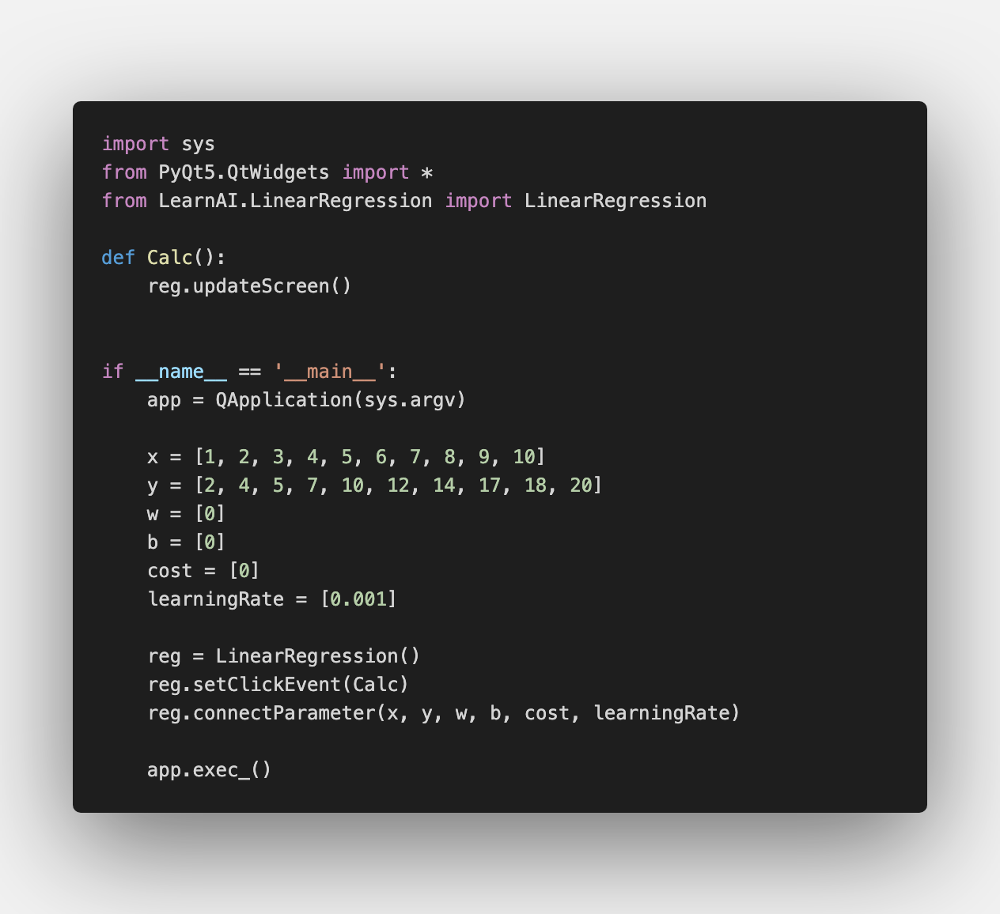 import sys
from PyQt5.QtWidgets import *
from LearnAI.LinearRegression import LinearRegression
def Calc():
    reg.updateScreen()
if __name__ == '__main__':
    app = QApplication(sys.argv)
    x = [1, 2, 3, 4, 5, 6, 7, 8, 9, 10]
    y = [2, 4, 5, 7, 10, 12, 14, 17, 18, 20]
    w = [0]
    b = [0]
    cost = [0]
    learningRate = [0.001]
    reg = LinearRegression()
    reg.setClickEvent(Calc)
    reg.connectParameter(x, y, w, b, cost, learningRate)
    app.exec_()